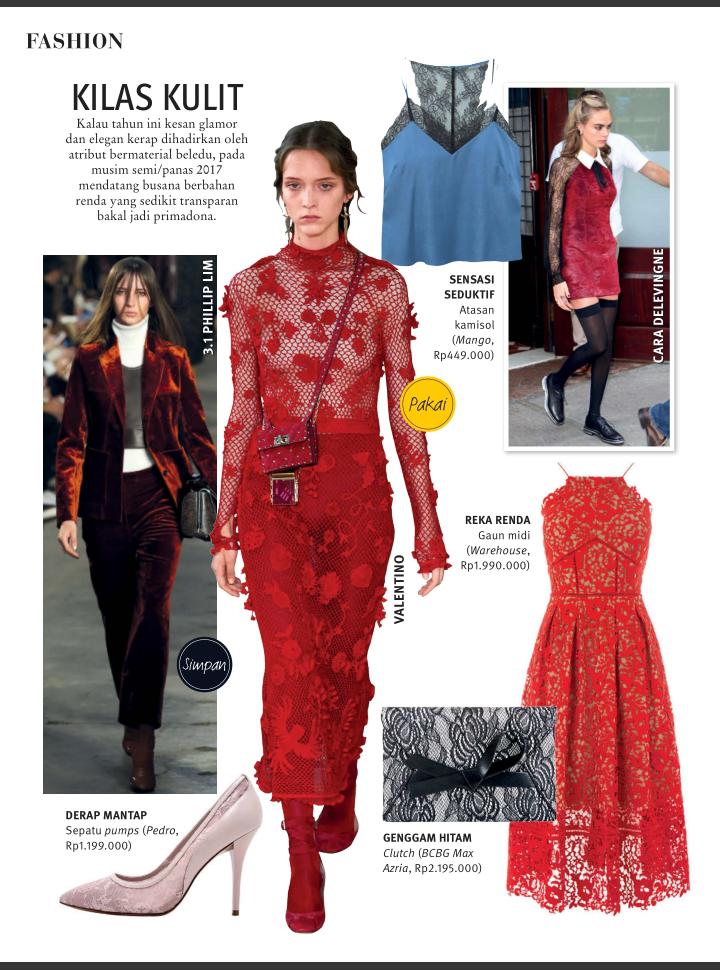 FASHION
KILAS KULIT
Kalau tahun ini kesan glamor
dan elegan kerap dihadirkan oleh
atribut bermaterial beledu, pada
musim semi/panas 2017
mendatang busana berbahan
renda yang sedikit transparan
bakal jadi primadona.
3.1 PHILLIP LIM
SENSASI
SEDUKTIF
Atasan
kamisol
(Mango,
Rp449.000)
CARA DELEVINGNE
Pakai
REKA RENDA
Gaun midi
(Warehouse,
Rp1.990.000)
VALENTINO
Simpan
DERAP MANTAP
Sepatu pumps (Pedro,
Rp1.199.000)
GENGGAM HITAM
Clutch (BCBG Max
Azria, Rp2.195.000)